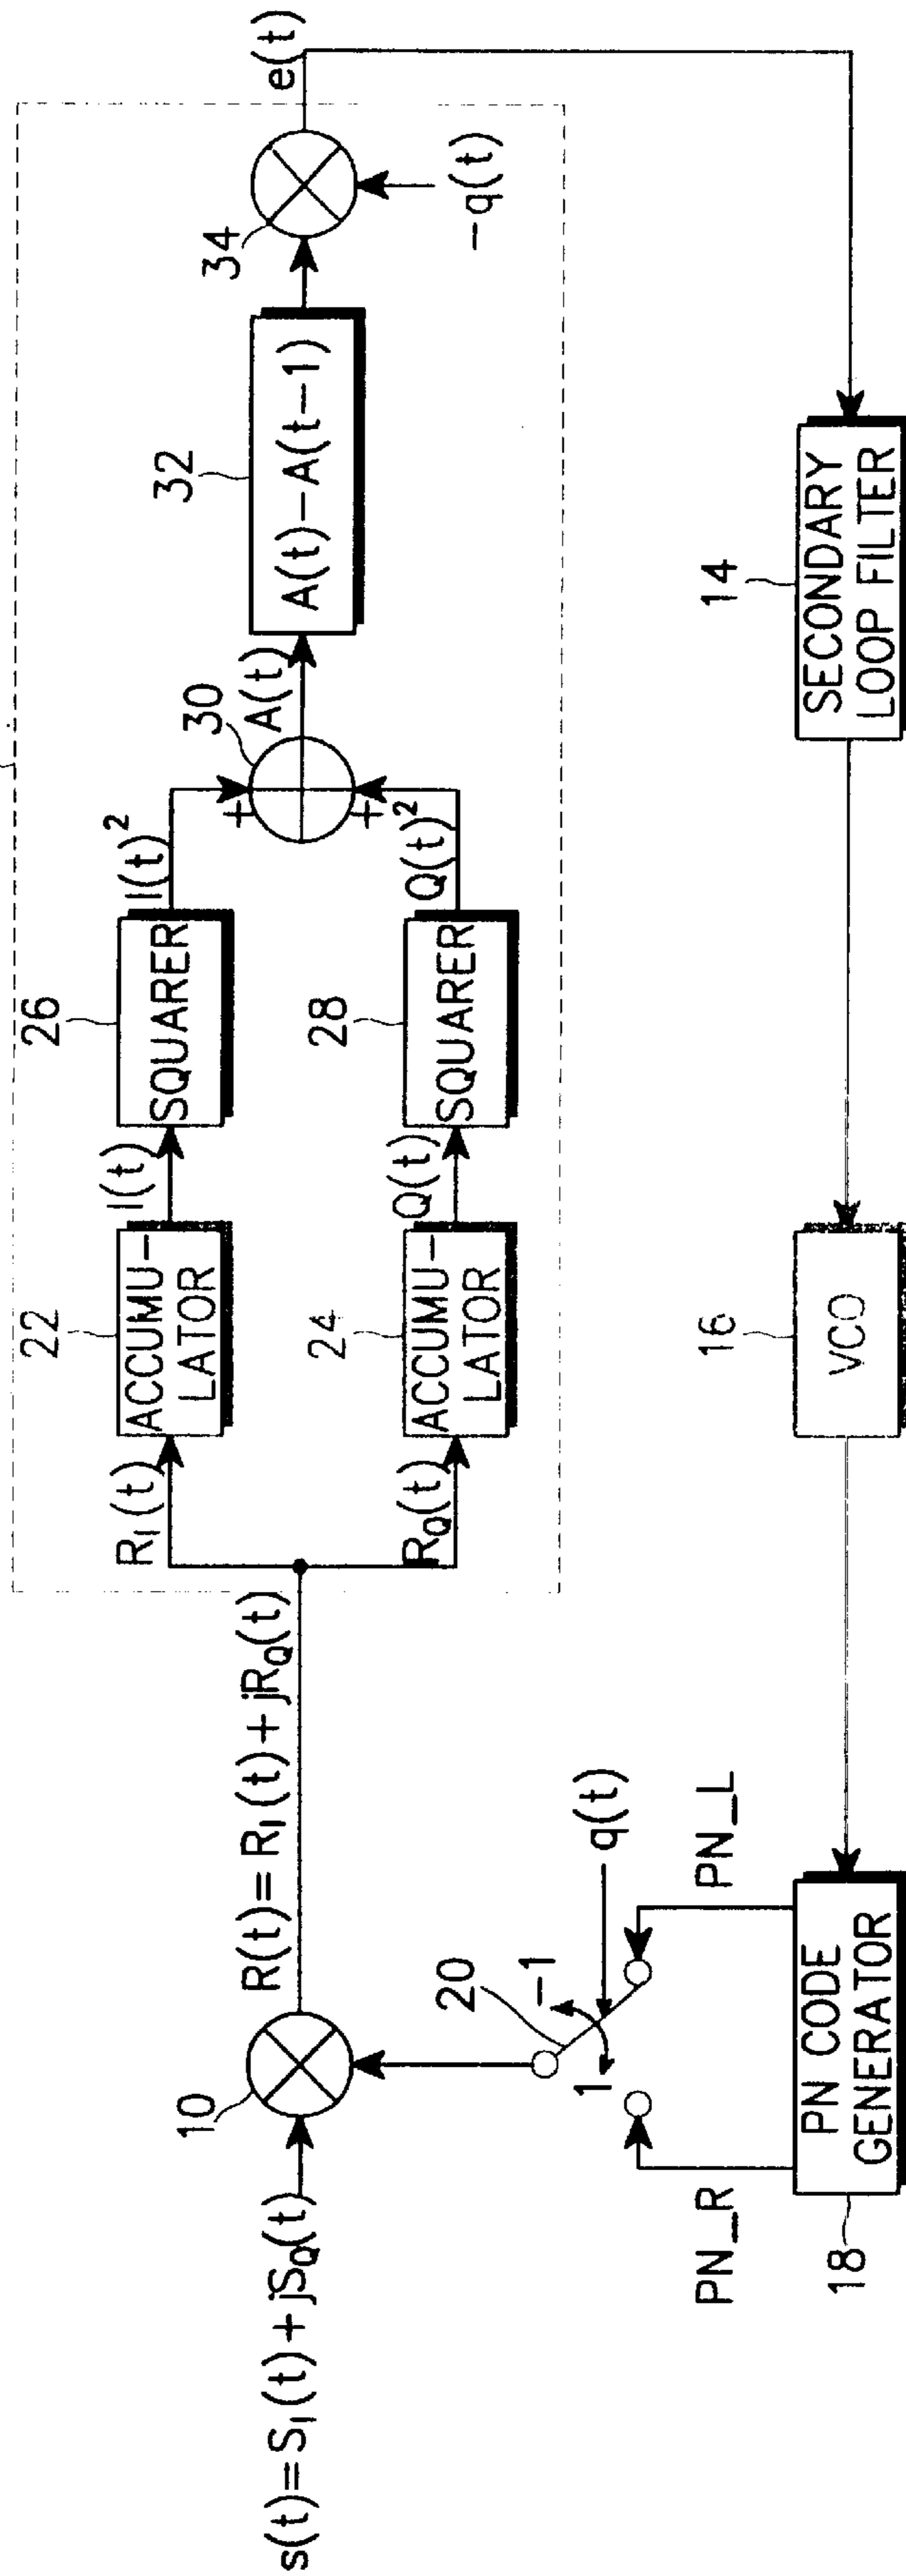 s(t)=S_I(t)+jS_Q(t)
10
R(t)=R_I(t)+jR_Q(t)
R_I(t)
22
ACCUMU-
LATOR
I(t)
26
SQUARER
I(t)²
R_Q(t)
24
ACCUMU-
LATOR
Q(t)
28
SQUARER
Q(t)²
+
+
30
A(t)
32
A(t)-A(t-1)
34
-q(t)
e(t)
20
1
-1
q(t)
PN_R
PN_L
18
PN CODE
GENERATOR
16
VCO
14
SECONDARY
LOOP FILTER